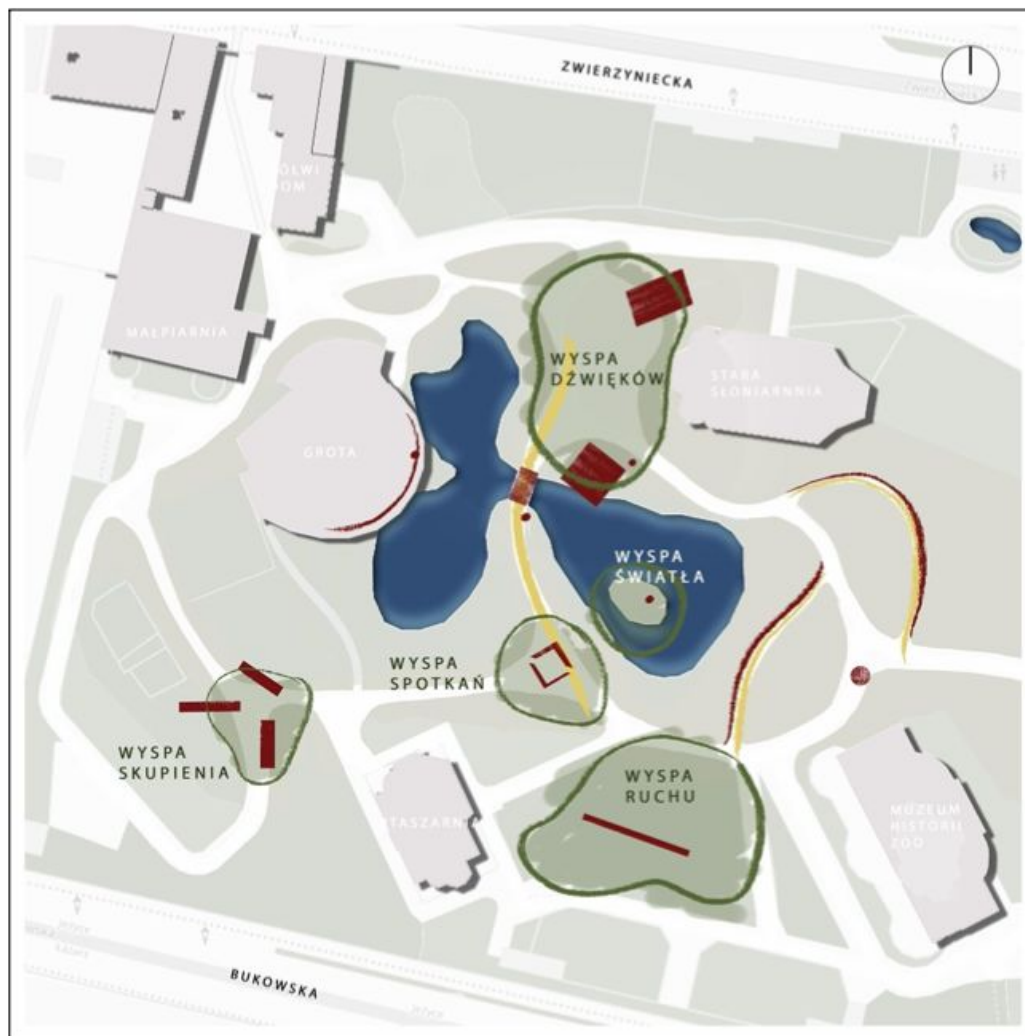 ZWIERZYNIECKA
MAŁPIARNIA
WYSPA
DŹWIĘKÓW
STARA
SŁONIARNNIA
GROTA
WYSPA
ŚWIATŁA
WYSPA
SPOTKAŃ
WYSPA
SKUPIENIA
WYSPA
RUCHU
MUZEUM
HISTORII
ZOO
BUKOWSKA